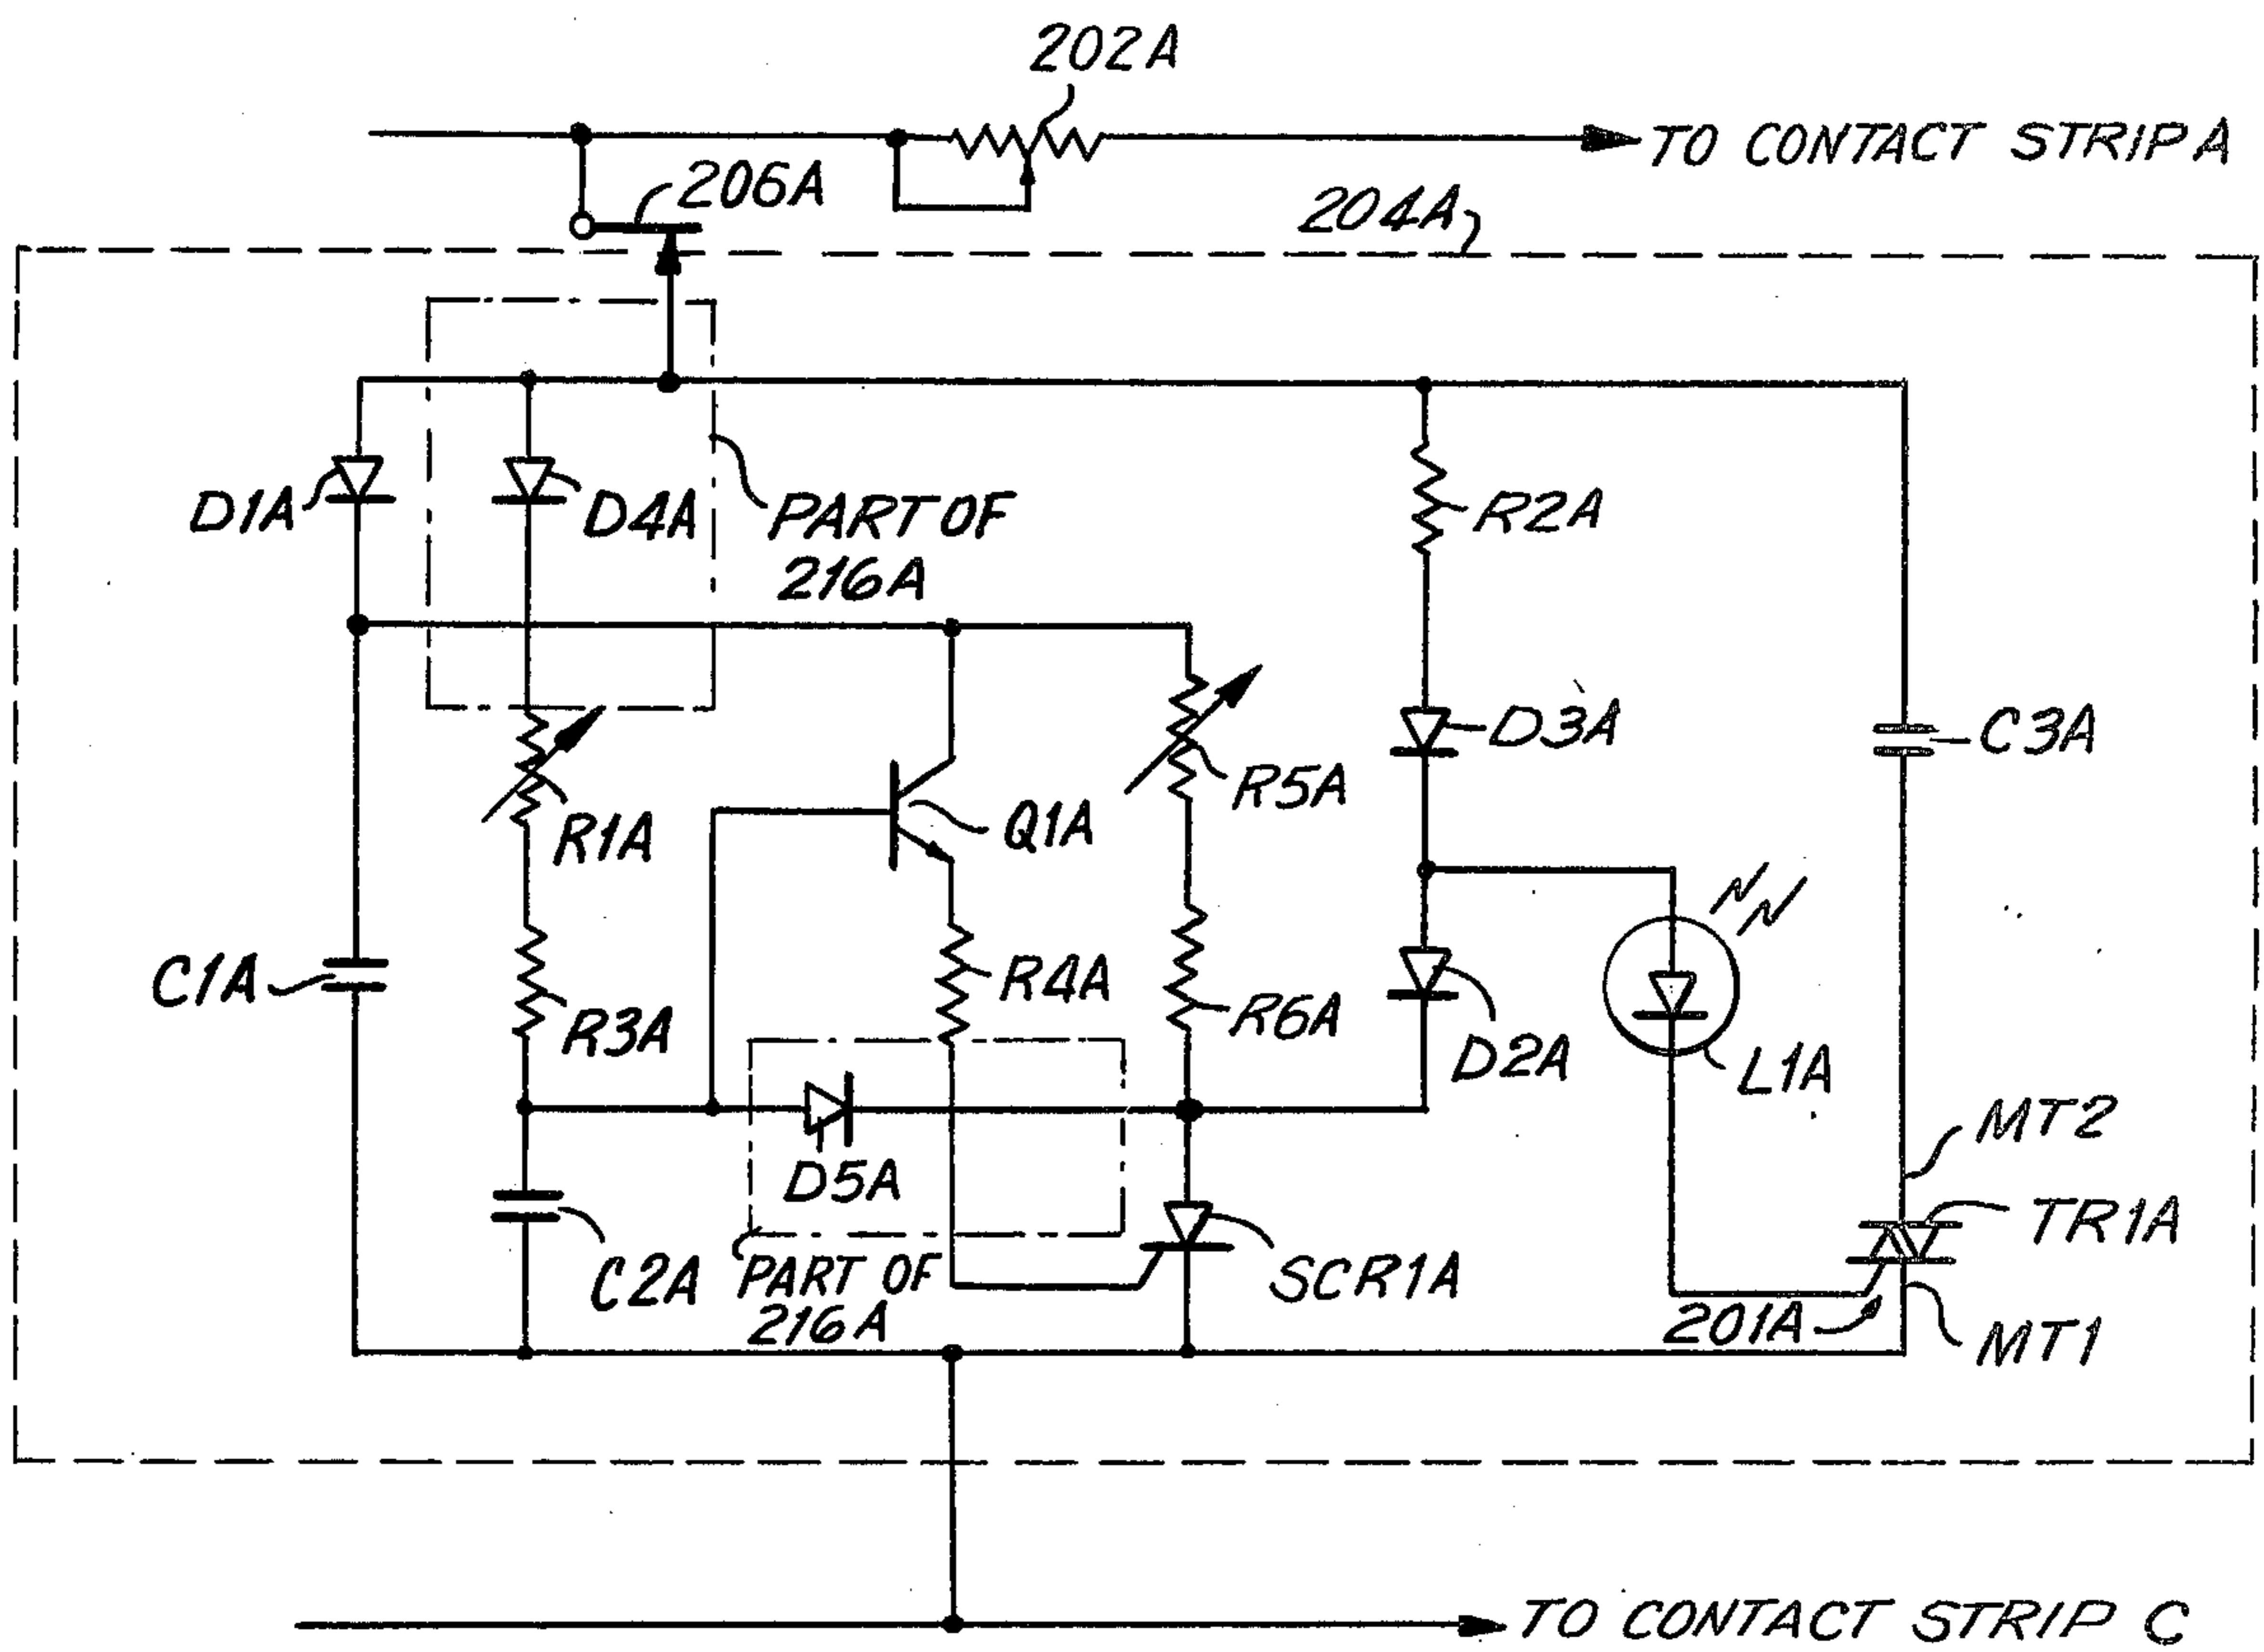 202A
TO CONTACT STRIP A
206A
204A
D1A
D4A
PART OF
216A
R2A
D3A
C3A
R1A
Q1A
R5A
C1A
R3A
R4A
R6A
D2A
L1A
MT2
D5A
TR1A
C2A
PART OF
216A
SCR1A
201A
MT1
TO CONTACT STRIP C